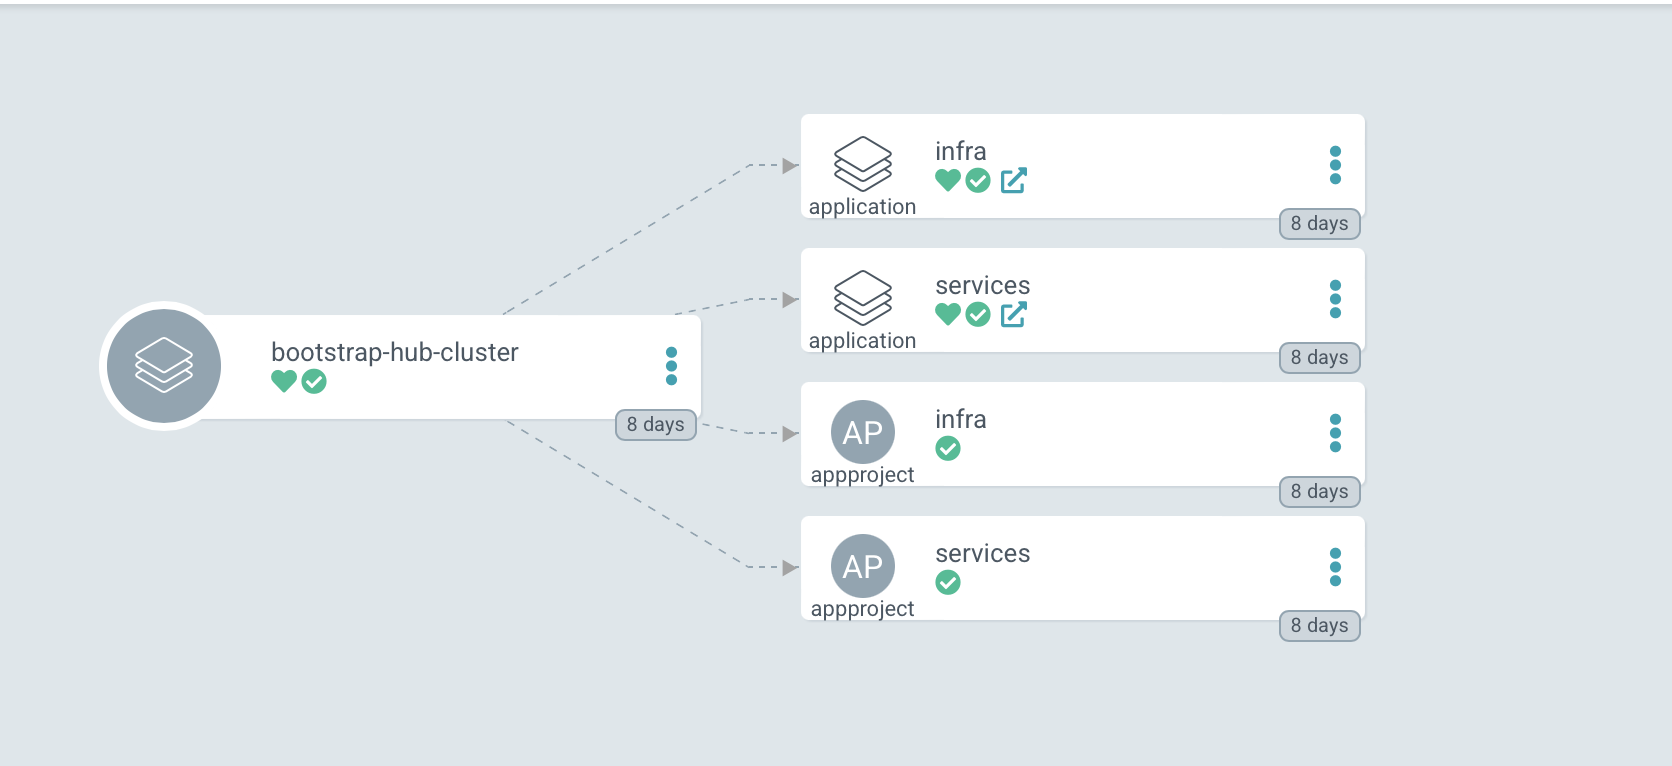 bootstrap-hub-cluster
8 days
infra
application
8 days
services
application
8 days
AP
infra
appproject
8 days
AP
services
appproject
8 days